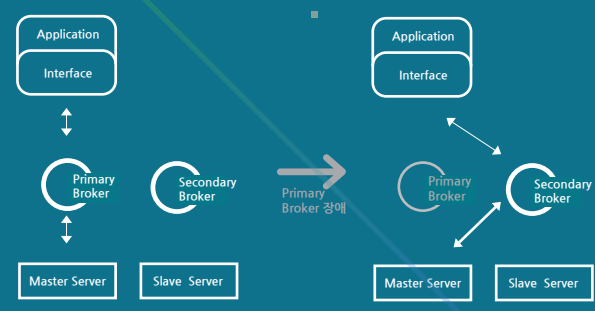 Application
Interface
Primary
Broker
Secondary
Broker
Master Server
Slave Server
Primary
Broker 장애
Application
Interface
Primary
Broker
Secondary
Broker
Master Server
Slave Server